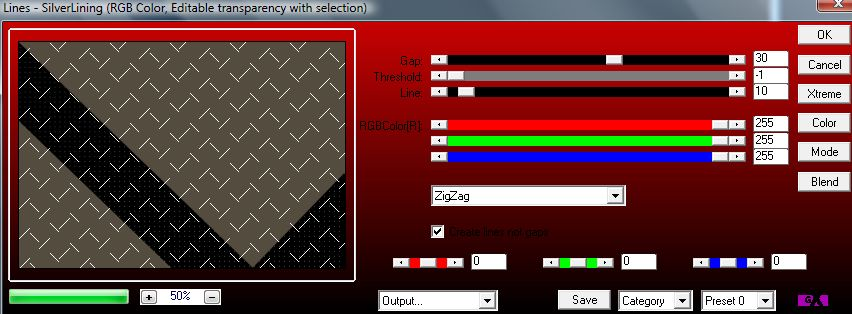 Lines - SilverLining (RGB Color, Editable transparency with selection)
OK
Gap: 30
Cancel
Threshold: -1
Line: 10
Xtreme
RGBColor[R]: 255
Color
255
255
Mode
Blend
ZigZag
Create lines not gaps
0 0 0
+ 50% -
Output... Save Category Preset 0